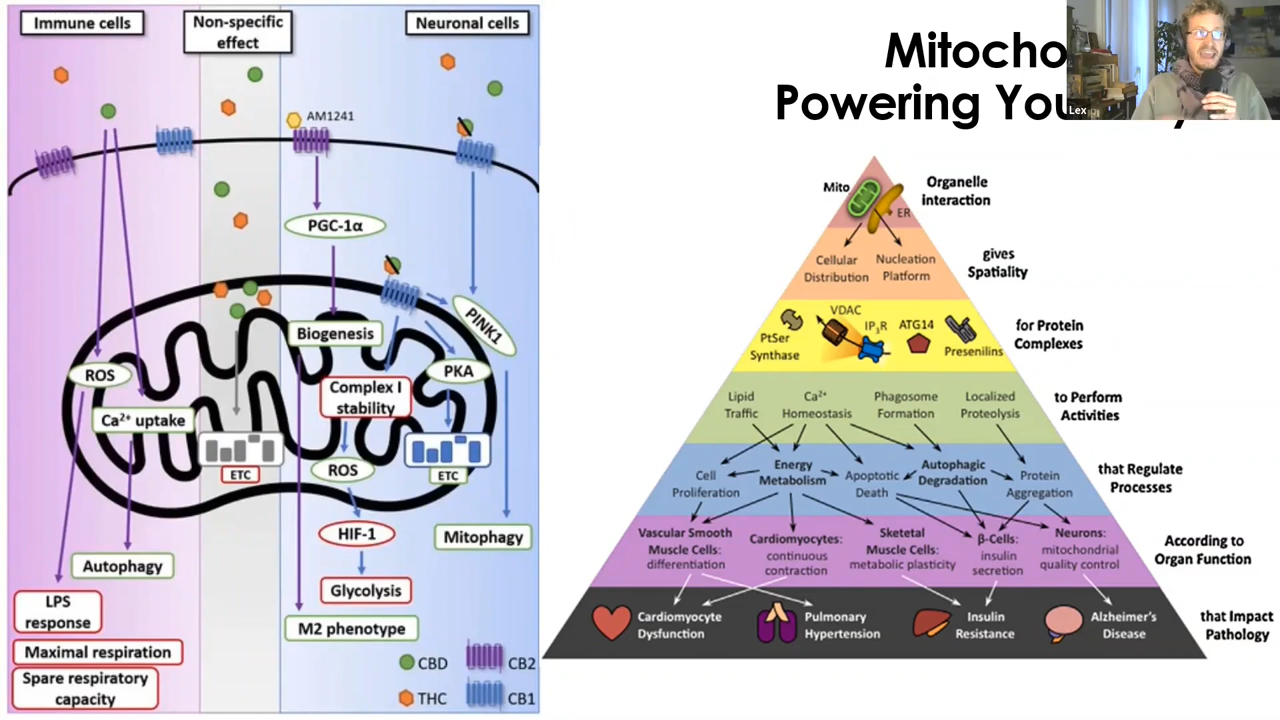 Immune cells
Non-specific
effect
Neuronal cells
AM1241
PGC-1α
Biogenesis
PINK1
ROS
Complex I
stability
PKA
Ca²⁺ uptake
ETC
ROS
ETC
HIF-1
Mitophagy
Autophagy
Glycolysis
LPS
response
M2 phenotype
Maximal respiration
Spare respiratory
capacity
CBD
CB2
THC
CB1
Powering
Lex
Mito
ER
Organelle
interaction
Cellular
Distribution
Nucleation
Platform
gives
Spatiality
PtSer
Synthase
VDAC
IP₃R
ATG14
Presenilins
for Protein
Complexes
Lipid
Traffic
Ca²⁺
Homeostasis
Phagosome
Formation
Localized
Proteolysis
to Perform
Activities
Cell
Proliferation
Energy
Metabolism
Apoptotic
Death
Autophagic
Degradation
Protein
Aggregation
that Regulate
Processes
Vascular Smooth
Muscle Cells:
differentiation
Cardiomyocytes:
continuous
contraction
Sketetal
Muscle Cells:
metabolic plasticity
β-Cells:
insulin
secretion
Neurons:
mitochondrial
quality control
According to
Organ Function
Cardiomyocyte
Dysfunction
Pulmonary
Hypertension
Insulin
Resistance
Alzheimer's
Disease
that Impact
Pathology